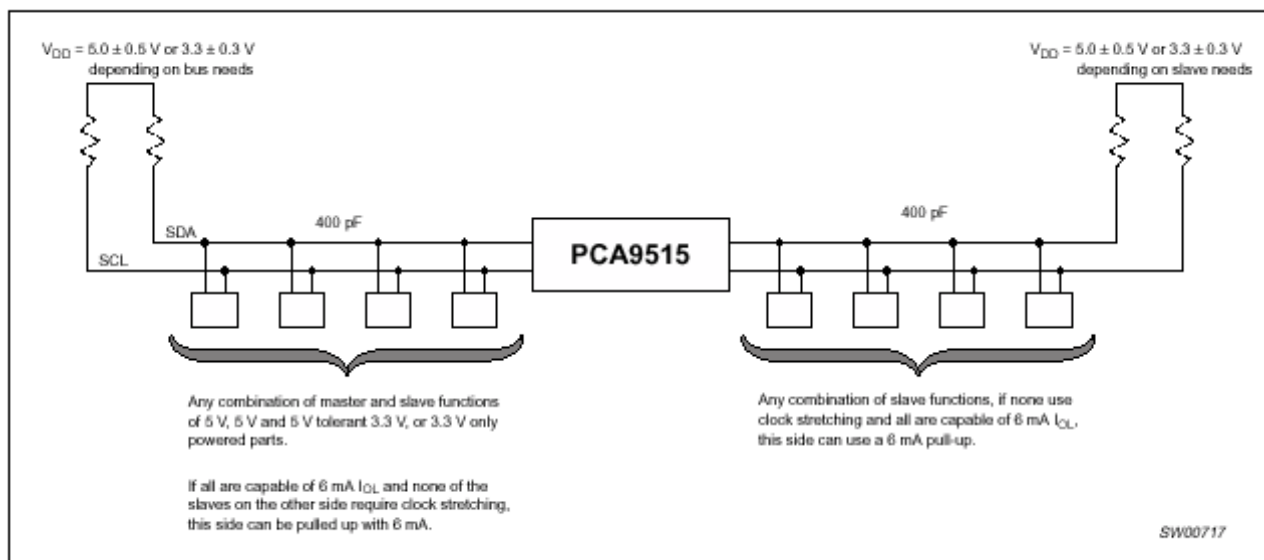 V_DD = 5.0 ± 0.5 V or 3.3 ± 0.3 V
depending on bus needs
V_DD = 5.0 ± 0.5 V or 3.3 ± 0.3 V
depending on slave needs
400 pF
400 pF
SDA
SCL
PCA9515
Any combination of master and slave functions
of 5 V, 5 V and 5 V tolerant 3.3 V, or 3.3 V only
powered parts.
If all are capable of 6 mA I_OL and none of the
slaves on the other side require clock stretching,
this side can be pulled up with 6 mA.
Any combination of slave functions, if none use
clock stretching and all are capable of 6 mA I_OL,
this side can use a 6 mA pull-up.
SW00717